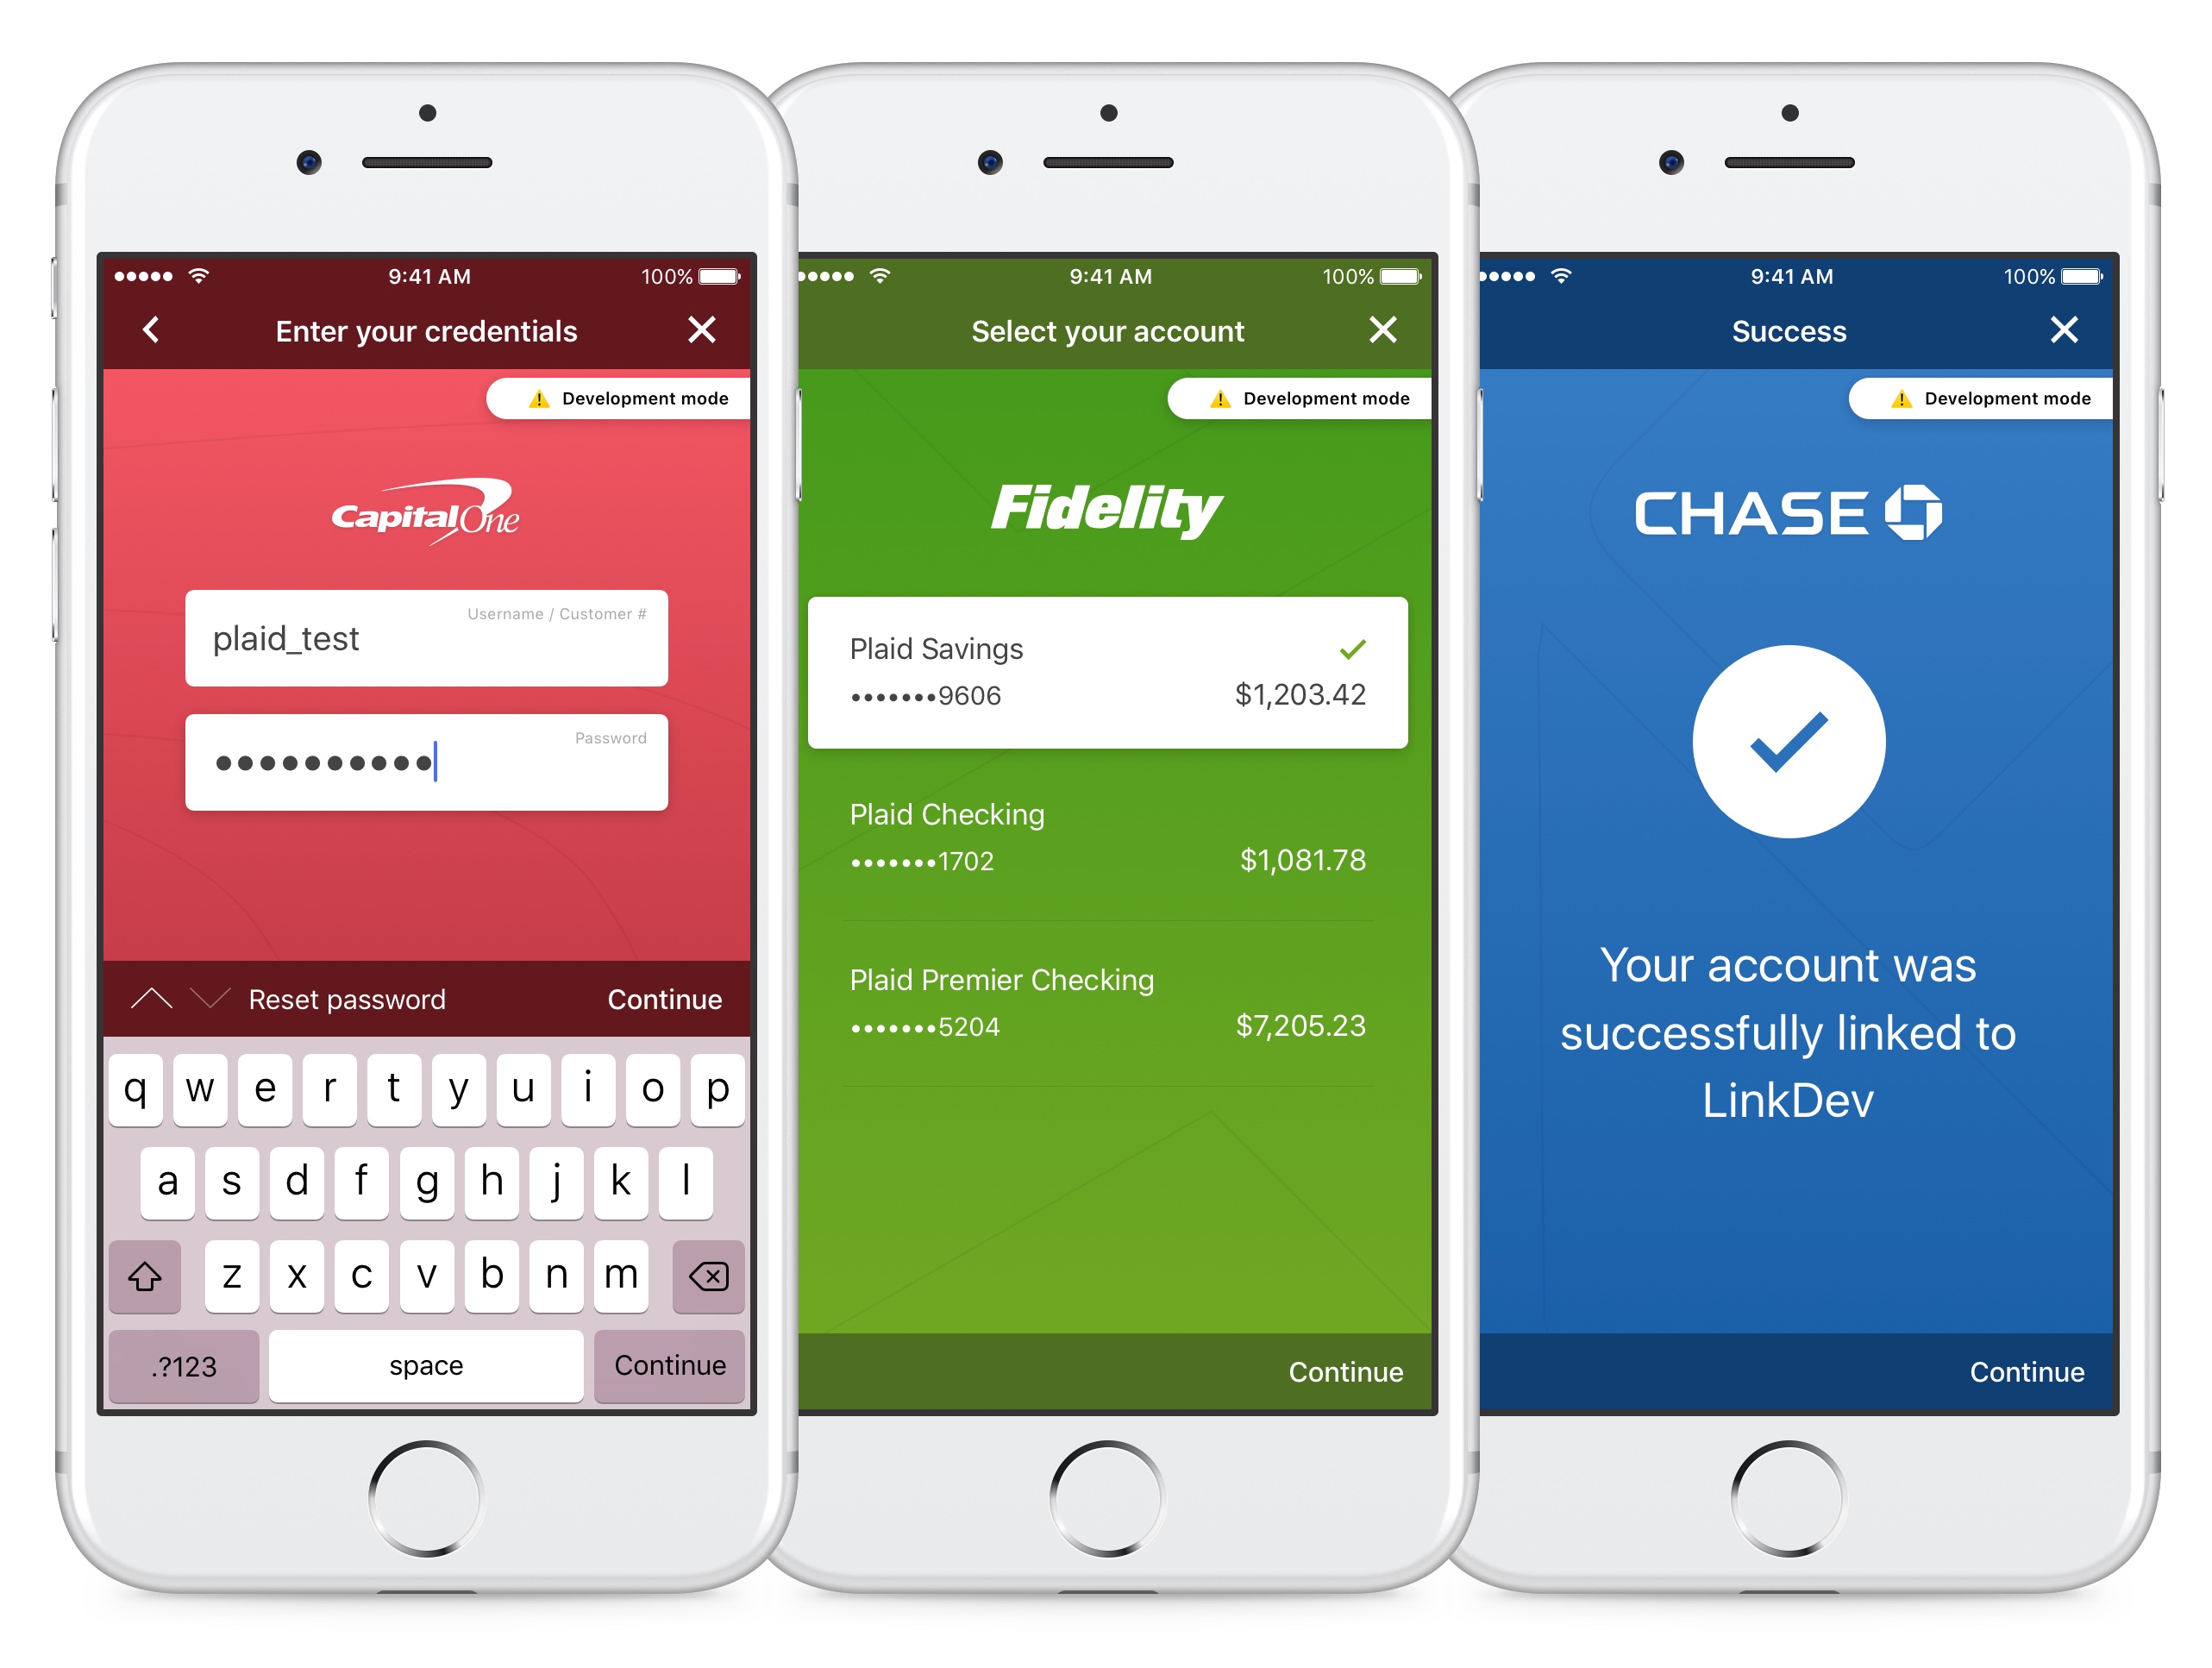 9:41 AM 100%
Enter your credentials
⚠ Development mode
CapitalOne
Username / Customer #
plaid_test
Password
••••••••••
Reset password Continue
q w e r t y u i o p
a s d f g h j k l
z x c v b n m
.?123 space Continue
9:41 AM 100%
Select your account
⚠ Development mode
Fidelity
Plaid Savings
•••••••9606 $1,203.42
Plaid Checking
•••••••1702 $1,081.78
Plaid Premier Checking
•••••••5204 $7,205.23
Continue
9:41 AM 100%
Success
⚠ Development mode
CHASE
Your account was
successfully linked to
LinkDev
Continue